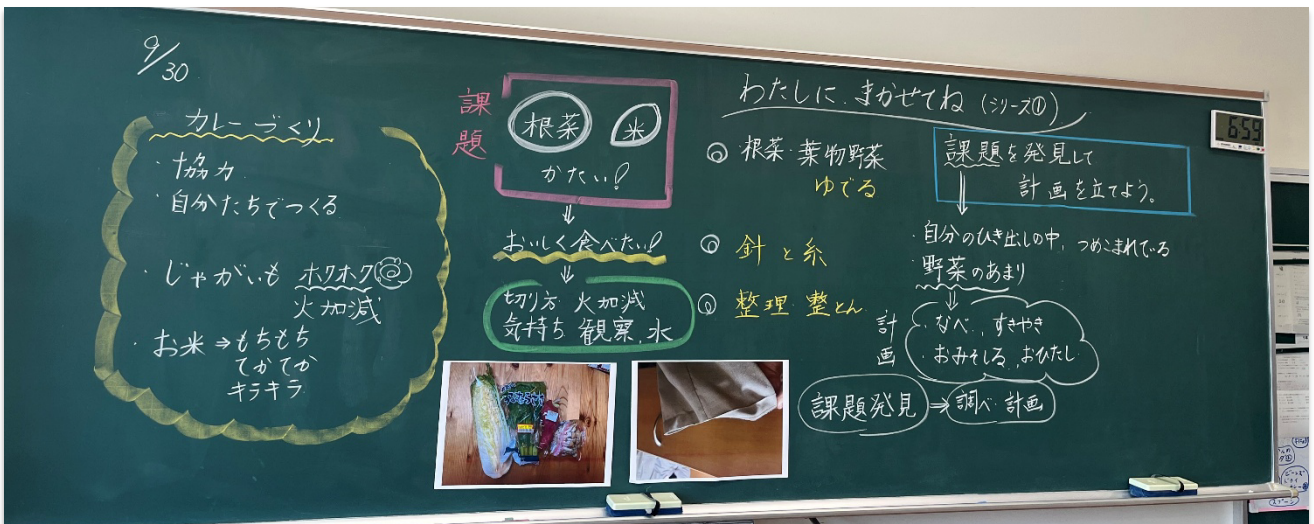 9/30
カレーづくり
・協力
・自分たちでつくる
・じゃがいも ホクホク
火加減
・お米⇒もちもち
てかてか
キラキラ
課題
根菜 米
かたい!
⇓
おいしく食べたい!
⇓
切り方 火加減
気持ち 観察、水
わたしに、まかせてね(シリーズ①)
◎・根菜・葉物野菜
ゆでる
◎ 針と糸
◎ 整理・整とん
課題を発見して
計画を立てよう。
⇓
・自分のひき出しの中、つめこまれている
・野菜のあまり
⇓
計画
・なべ、すきやき
・おみそしる、おひたし
課題発見⇒調べ・計画
6:59